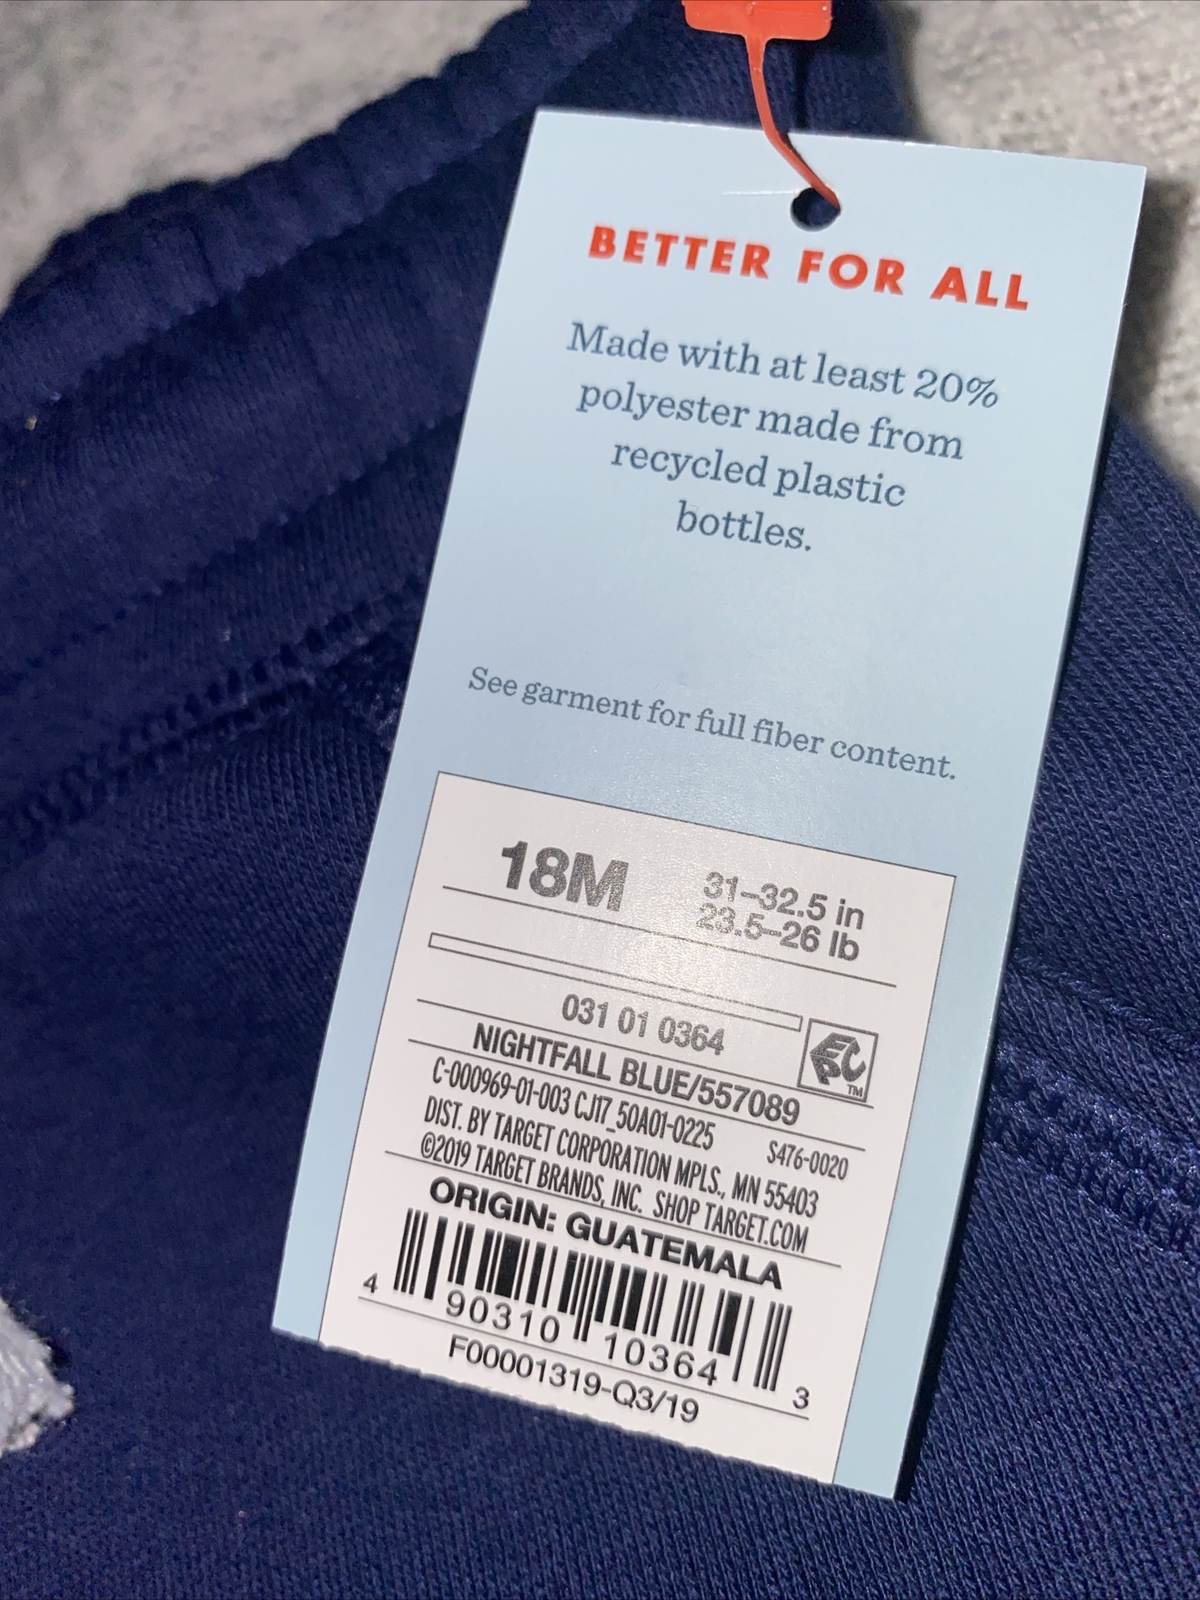 BETTER FOR ALL
Made with at least 20%
polyester made from
recycled plastic
bottles.
See garment for full fiber content.
18M
31–32.5 in
23.5–26 lb
031 01 0364
EPC™
NIGHTFALL BLUE/557089
C-000969-01-003 CJ17_50A01-0225 S476-0020
DIST. BY TARGET CORPORATION MPLS., MN 55403
©2019 TARGET BRANDS, INC. SHOP TARGET.COM
ORIGIN: GUATEMALA
4 90310 10364 3
F00001319-Q3/19